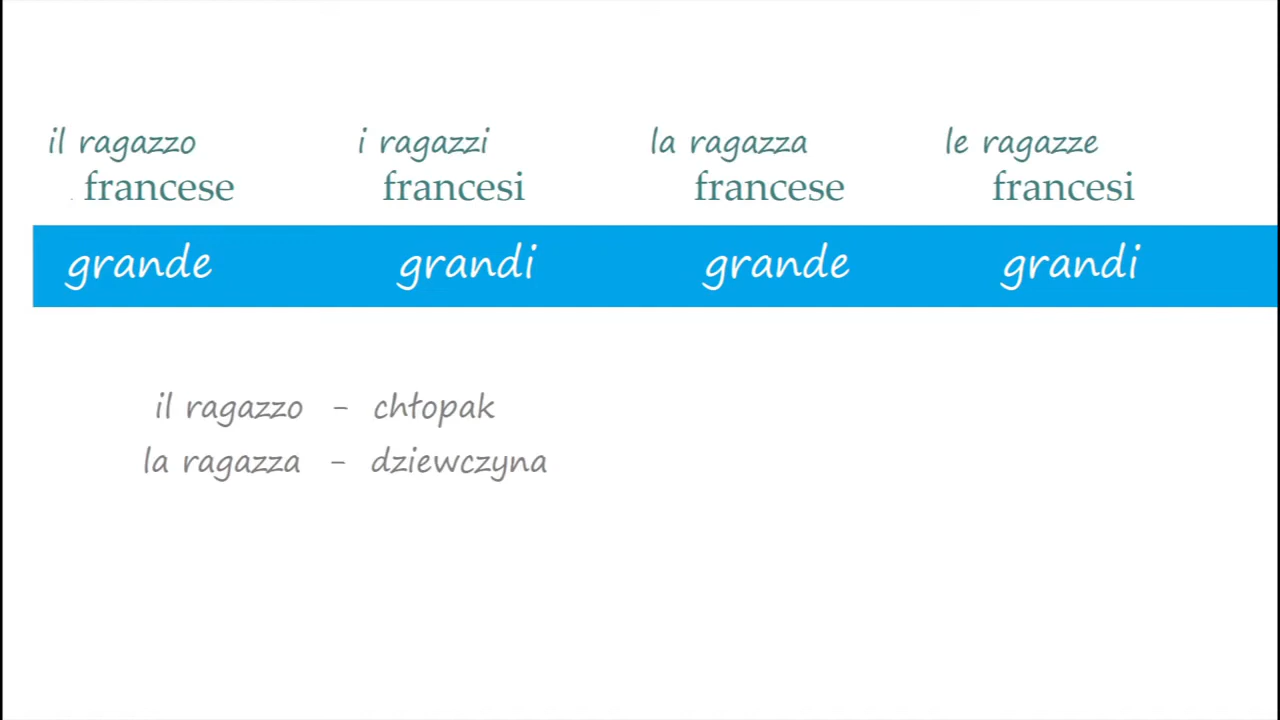 il ragazzo i ragazzi la ragazza le ragazze
francese francesi francese francesi
grande grandi grande grandi
il ragazzo - chłopak
la ragazza - dziewczyna